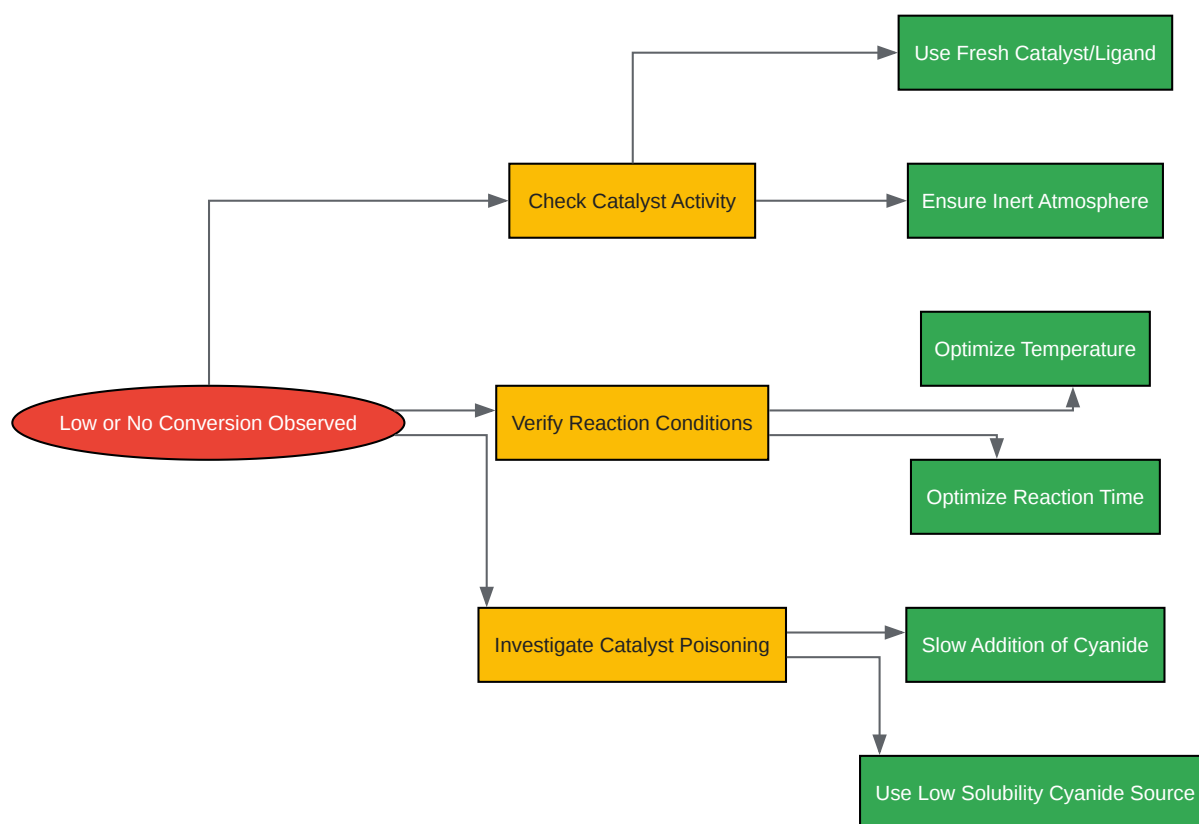 Use Fresh Catalyst/Ligand
Check Catalyst Activity
Ensure Inert Atmosphere
Optimize Temperature
Low or No Conversion Observed
Verify Reaction Conditions
Optimize Reaction Time
Investigate Catalyst Poisoning
Slow Addition of Cyanide
Use Low Solubility Cyanide Source